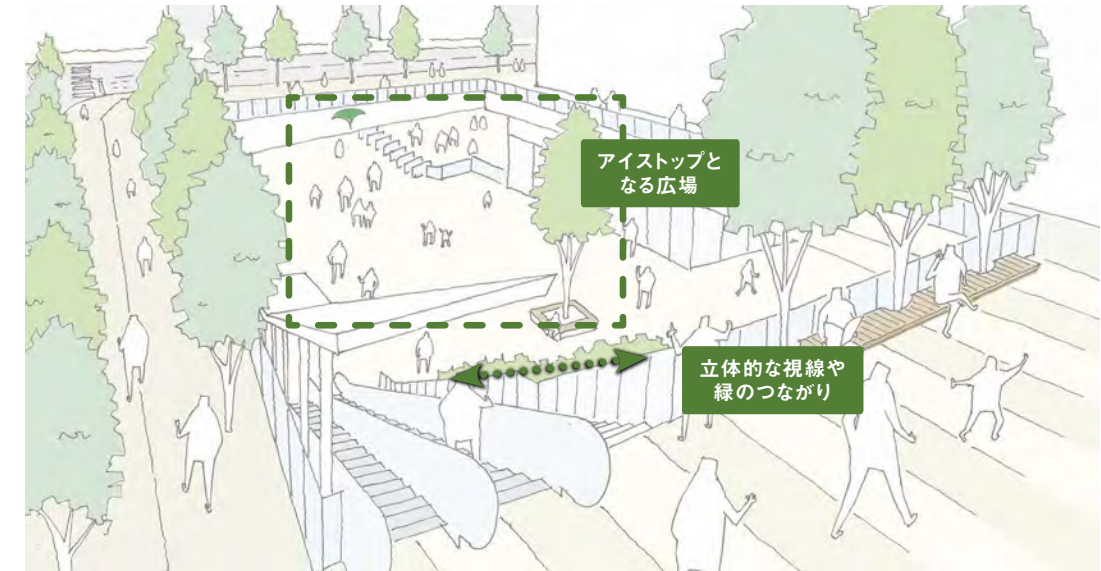 アイストップと
なる広場
立体的な視線や
緑のつながり